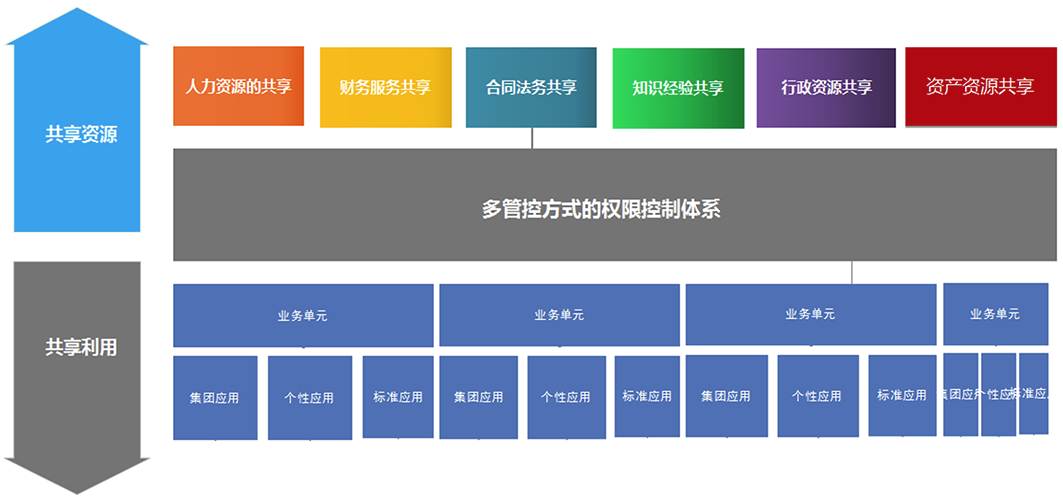 共享资源
人力资源的共享
财务服务共享
合同法务共享
知识经验共享
行政资源共享
资产资源共享
多管控方式的权限控制体系
共享利用
业务单元
业务单元
业务单元
业务单元
集团应用
个性应用
标准应用
集团应用
个性应用
标准应用
集团应用
个性应用
标准应用
集团应用
个性应用
标准应